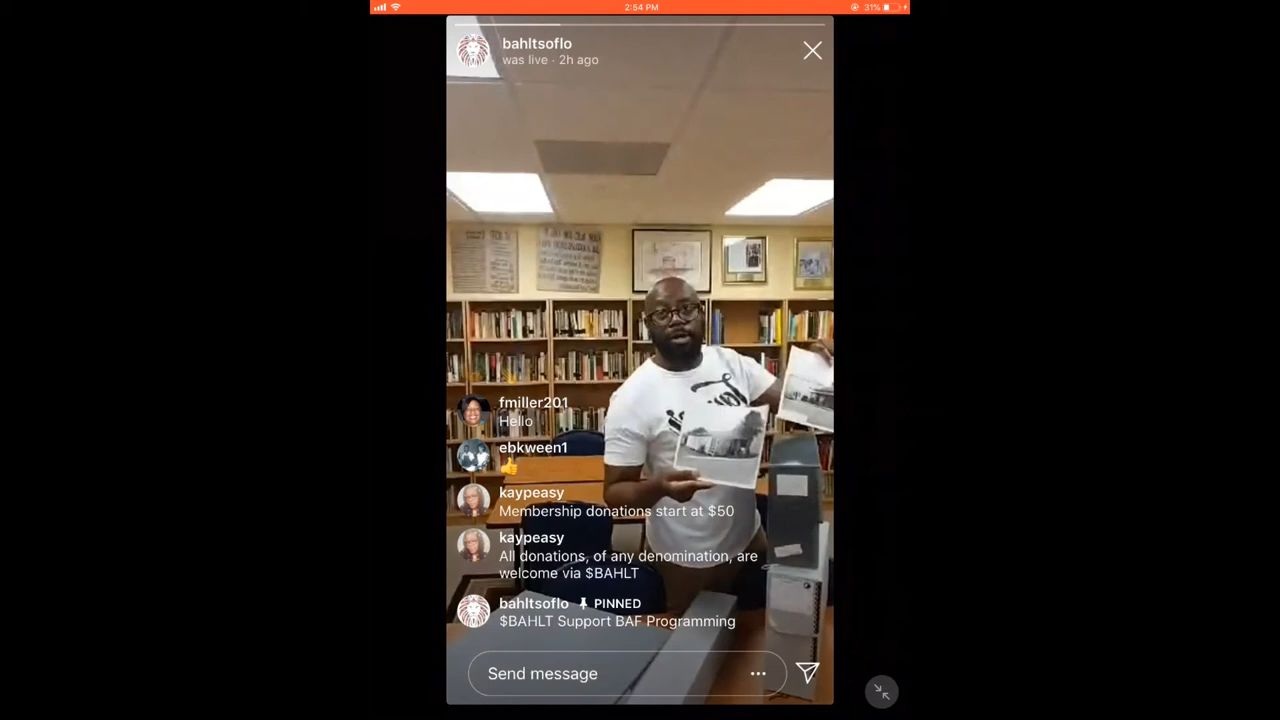 2:54 PM
31%
bahltsoflo
was live · 2h ago
fmiller201
Hello
ebkween1
👍
kaypeasy
Membership donations start at $50
kaypeasy
All donations, of any denomination, are
welcome via $BAHLT
bahltsoflo PINNED
$BAHLT Support BAF Programming
Send message